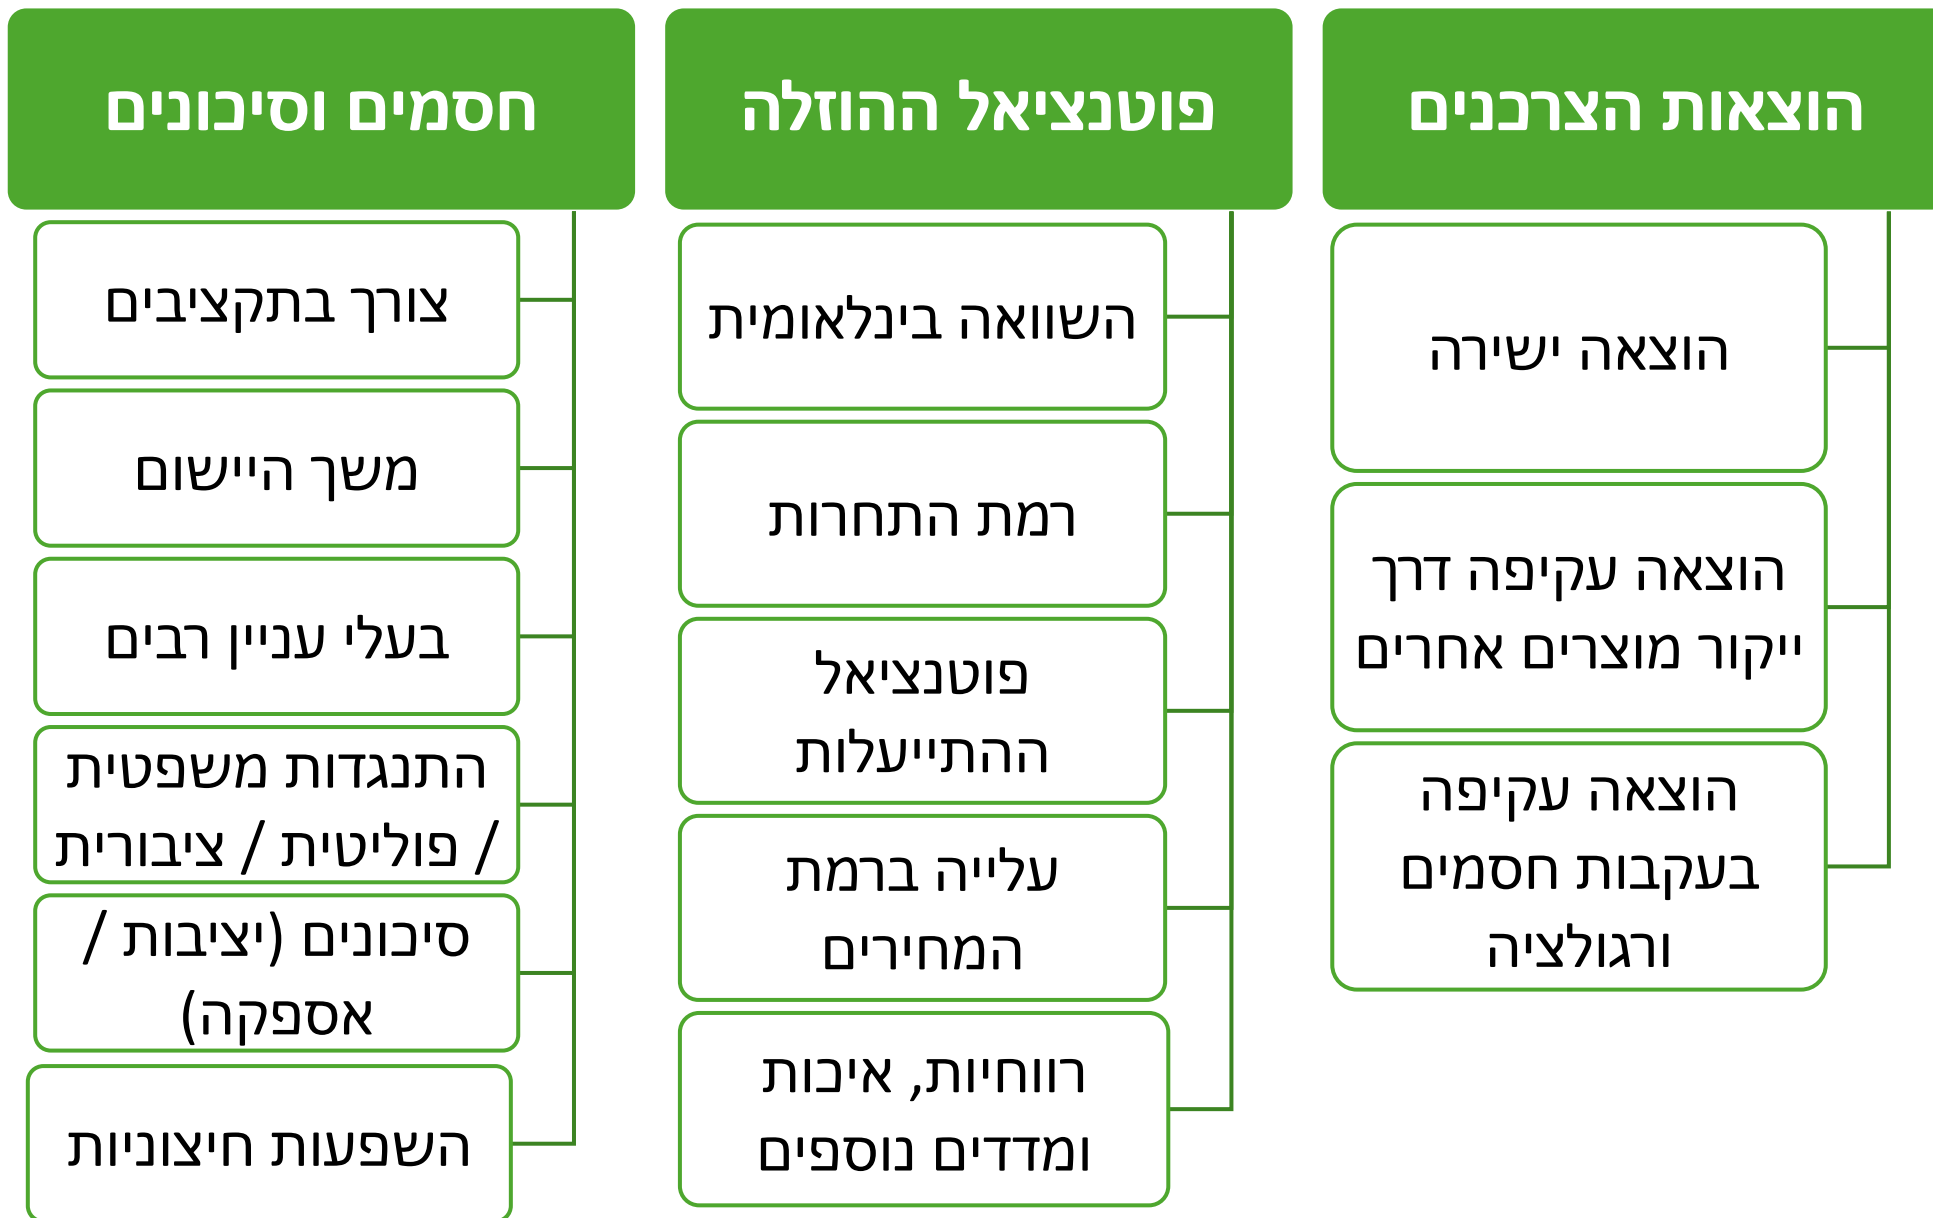 הוצאות הצרכנים
הוצאה ישירה
הוצאה עקיפה דרך
ייקור מוצרים אחרים
הוצאה עקיפה
בעקבות חסמים
ורגולציה
פוטנציאל ההוזלה
השוואה בינלאומית
רמת התחרות
פוטנציאל
ההתייעלות
עלייה ברמת
המחירים
רווחיות, איכות
ומדדים נוספים
חסמים וסיכונים
צורך בתקציבים
משך היישום
בעלי עניין רבים
התנגדות משפטית
/ פוליטית / ציבורית
סיכונים (יציבות /
אספקה)
השפעות חיצוניות